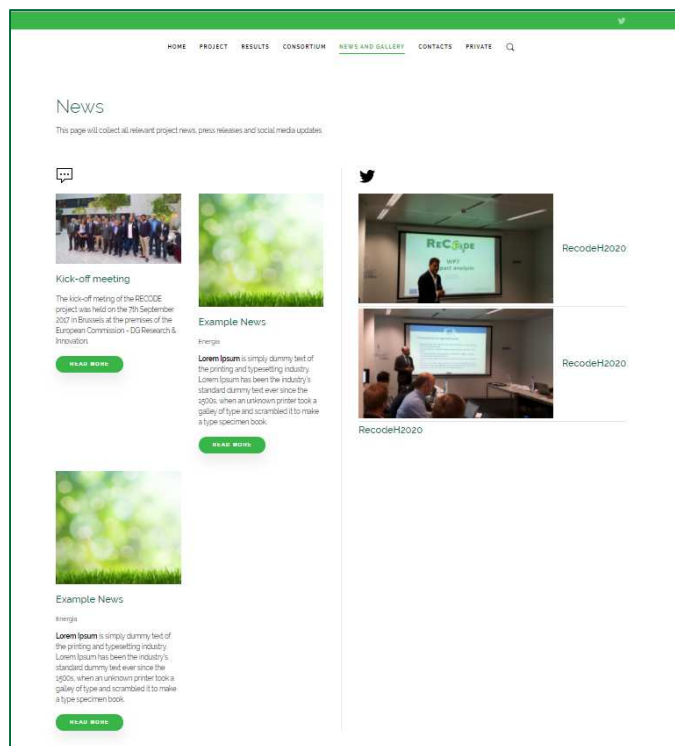 HOME PROJECT RESULTS CONSORTIUM NEWS AND GALLERY CONTACTS PRIVATE
News
This page will collect all relevant project news, press releases and social media updates.
Kick-off meeting
The kick-off meting of the RECODE
project was held on the 7th September
2017 in Brussels at the premises of the
European Commission - DG Research &
Innovation.
READ MORE
Example News
Energia
Lorem Ipsum is simply dummy text of
the printing and typesetting industry.
Lorem Ipsum has been the industry's
standard dummy text ever since the
1500s, when an unknown printer took a
galley of type and scrambled it to make
a type specimen book.
READ MORE
Example News
Energia
Lorem Ipsum is simply dummy text of
the printing and typesetting industry.
Lorem Ipsum has been the industry's
standard dummy text ever since the
1500s, when an unknown printer took a
galley of type and scrambled it to make
a type specimen book.
READ MORE
RECODE
WP7
analysis
RecodeH2020
RecodeH2020
RecodeH2020